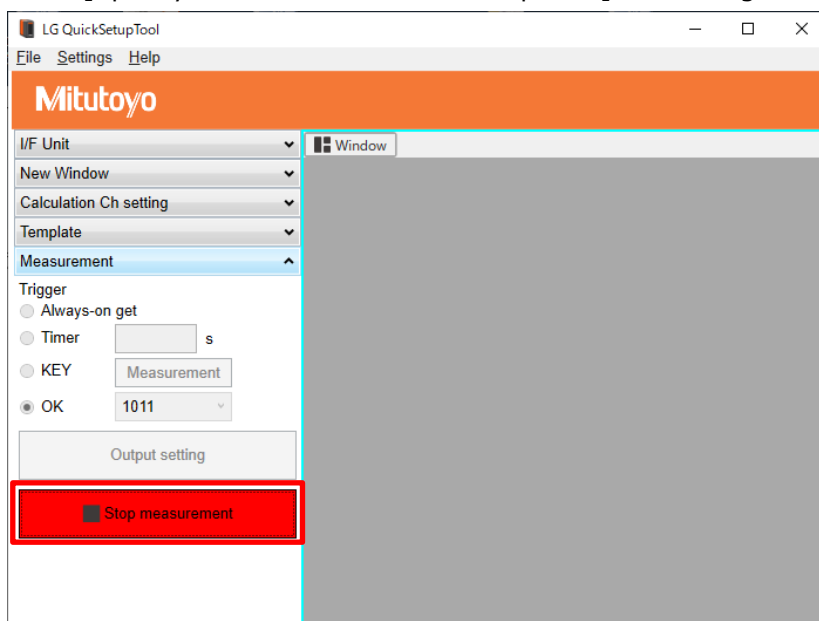 LG QuickSetupTool
File Settings Help
Mitutoyo
I/F Unit
Window
New Window
Calculation Ch setting
Template
Measurement
Trigger
Always-on get
Timer s
KEY Measurement
OK 1011
Output setting
Stop measurement